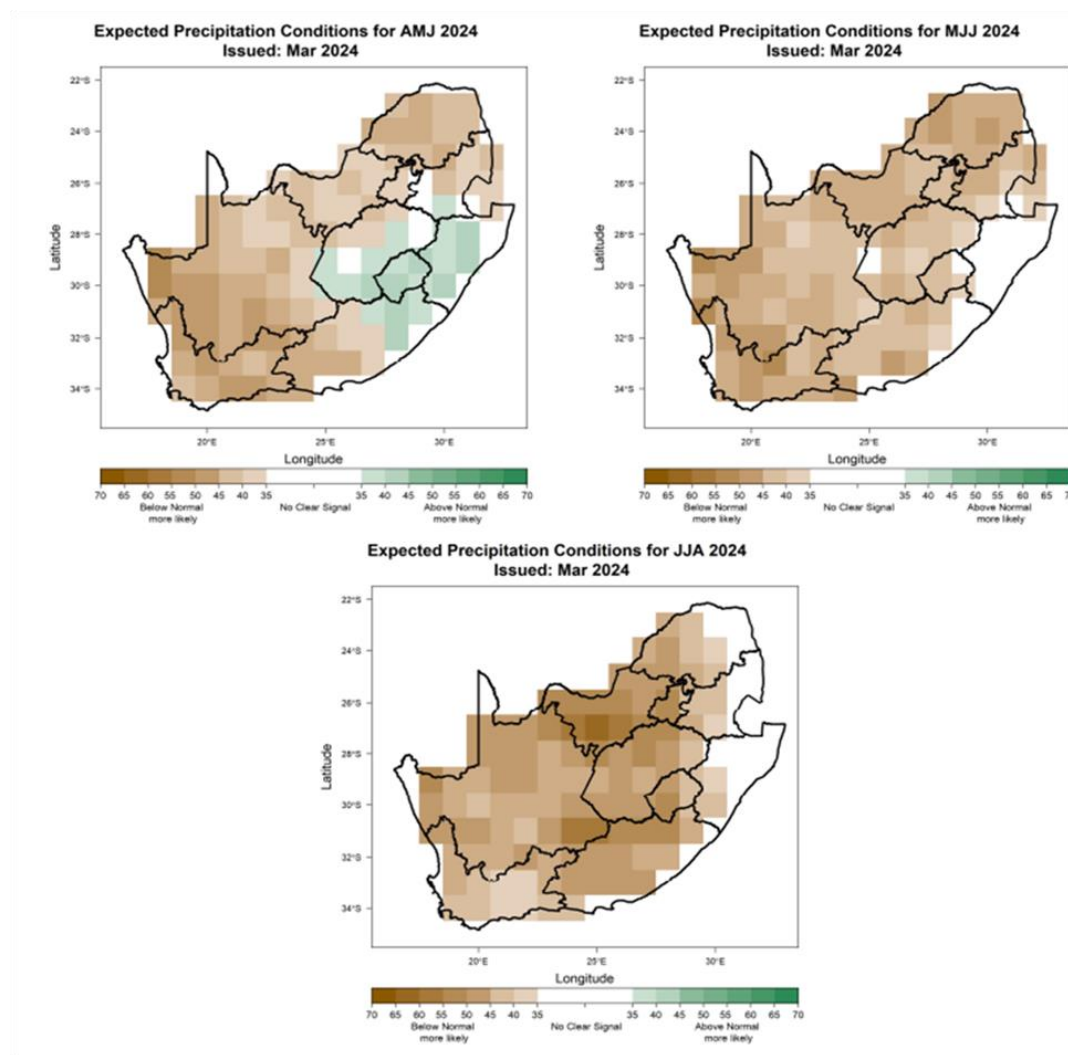 Expected Precipitation Conditions for AMJ 2024
Issued: Mar 2024
22°S
24°S
26°S
28°S
30°S
32°S
34°S
Latitude
20°E 25°E 30°E
Longitude
70 65 60 55 50 45 40 35 35 40 45 50 55 60 65 70
Below Normal No Clear Signal Above Normal
more likely more likely
Expected Precipitation Conditions for MJJ 2024
Issued: Mar 2024
22°S
24°S
26°S
28°S
30°S
32°S
34°S
Latitude
20°E 25°E 30°E
Longitude
70 65 60 55 50 45 40 35 35 40 45 50 55 60 65
Below Normal No Clear Signal Above Normal
more likely more likely
Expected Precipitation Conditions for JJA 2024
Issued: Mar 2024
22°S
24°S
26°S
28°S
30°S
32°S
34°S
Latitude
20°E 25°E 30°E
Longitude
70 65 60 55 50 45 40 35 35 40 45 50 55 60 65 70
Below Normal No Clear Signal Above Normal
more likely more likely